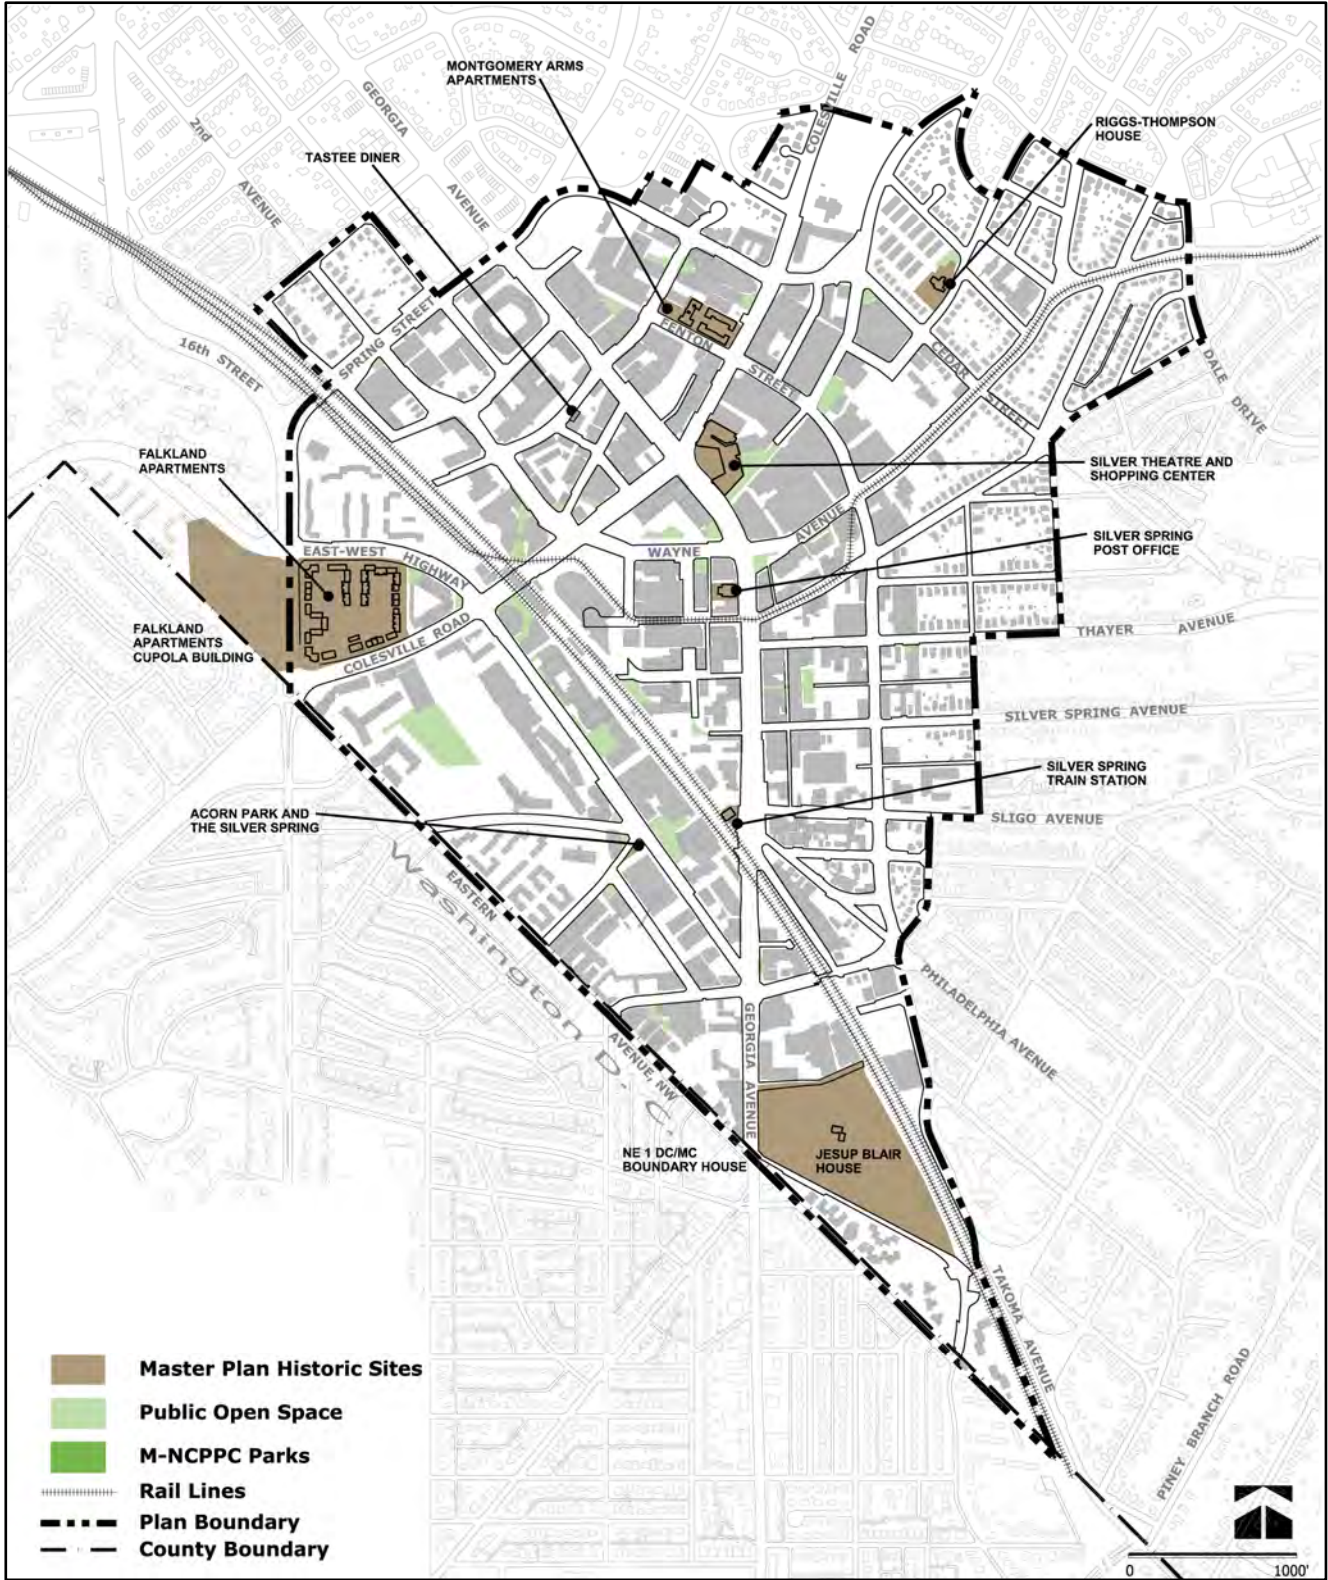 COLESVILLE ROAD
MONTGOMERY ARMS
APARTMENTS
GEORGIA
AVENUE
2nd
AVENUE
RIGGS-THOMPSON
HOUSE
TASTEE DINER
SPRING STREET
16th STREET
FENTON
STREET
CEDAR
STREET
DALE DRIVE
FALKLAND
APARTMENTS
SILVER THEATRE AND
SHOPPING CENTER
EAST-WEST
HIGHWAY
WAYNE
AVENUE
SILVER SPRING
POST OFFICE
FALKLAND
APARTMENTS
CUPOLA BUILDING
COLESVILLE ROAD
THAYER AVENUE
SILVER SPRING AVENUE
SILVER SPRING
TRAIN STATION
ACORN PARK AND
THE SILVER SPRING
SLIGO AVENUE
Washington D.C.
EASTERN
AVENUE, NW
PHILADELPHIA AVENUE
GEORGIA AVENUE
NE 1 DC/MC
BOUNDARY HOUSE
JESUP BLAIR
HOUSE
TAKOMA AVENUE
PINEY BRANCH ROAD
Master Plan Historic Sites
Public Open Space
M-NCPPC Parks
Rail Lines
Plan Boundary
County Boundary
0 1000'